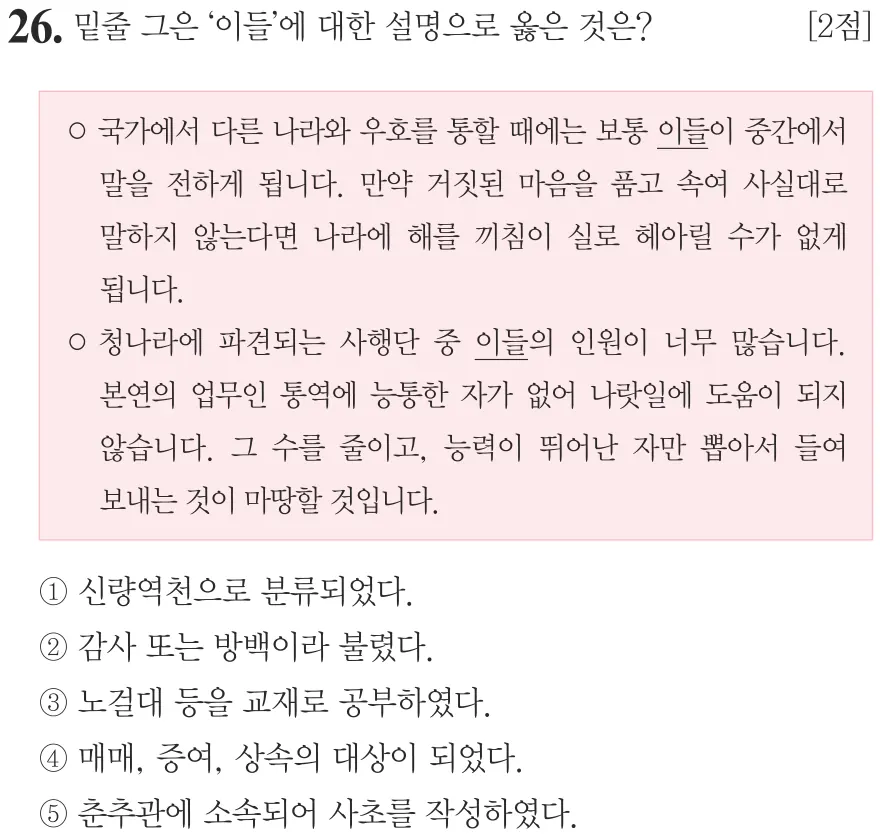 26. 밑줄 그은 ‘이들’에 대한 설명으로 옳은 것은? [2점]
○ 국가에서 다른 나라와 우호를 통할 때에는 보통 이들이 중간에서
말을 전하게 됩니다. 만약 거짓된 마음을 품고 속여 사실대로
말하지 않는다면 나라에 해를 끼침이 실로 헤아릴 수가 없게
됩니다.
○ 청나라에 파견되는 사행단 중 이들의 인원이 너무 많습니다.
본연의 업무인 통역에 능통한 자가 없어 나랏일에 도움이 되지
않습니다. 그 수를 줄이고, 능력이 뛰어난 자만 뽑아서 들여
보내는 것이 마땅할 것입니다.
① 신량역천으로 분류되었다.
② 감사 또는 방백이라 불렸다.
③ 노걸대 등을 교재로 공부하였다.
④ 매매, 증여, 상속의 대상이 되었다.
⑤ 춘추관에 소속되어 사초를 작성하였다.